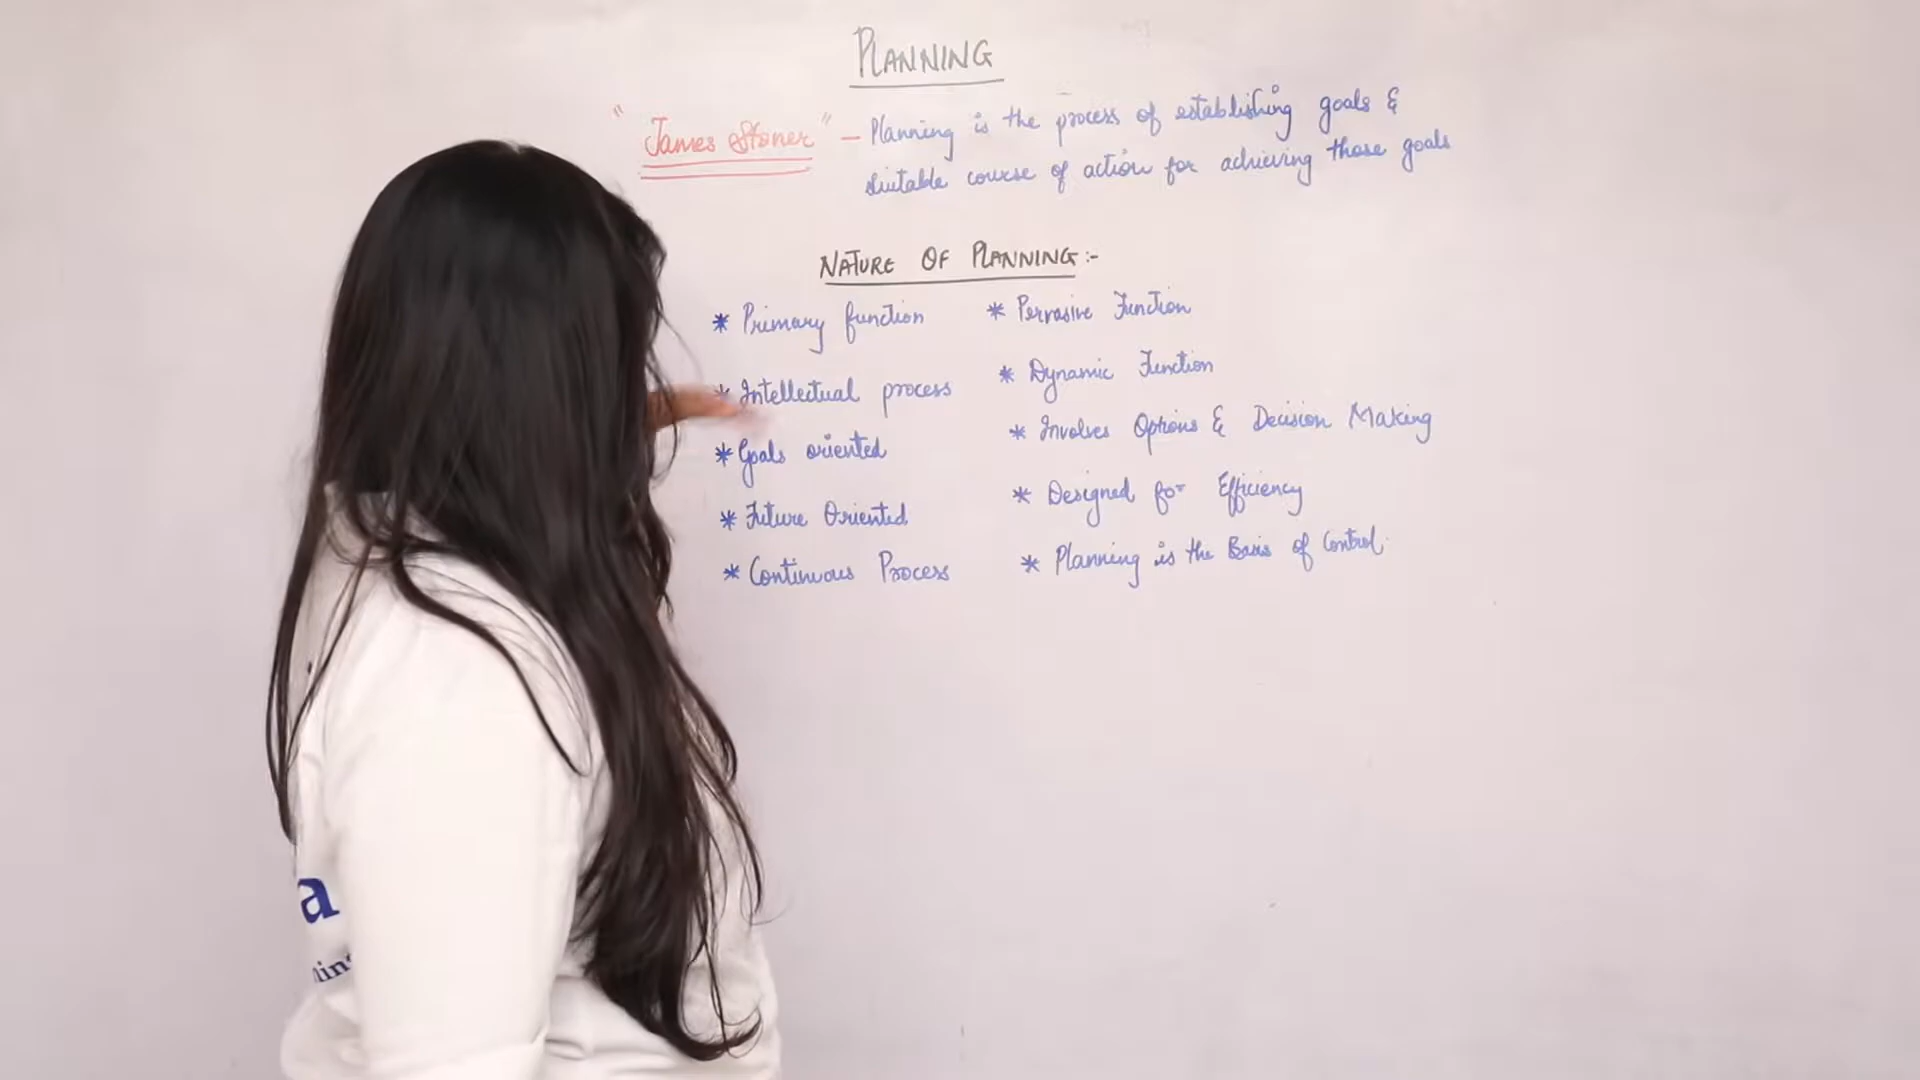 PLANNING
"James Stoner" – Planning is the process of establishing goals &
suitable course of action for achieving those goals
NATURE OF PLANNING:-
* Primary function
* Intellectual process
* Goals oriented
* Future Oriented
* Continuous Process
* Pervasive Function
* Dynamic Function
* Involves Options & Decision Making
* Designed for Efficiency
* Planning is the Basis of Control.
a